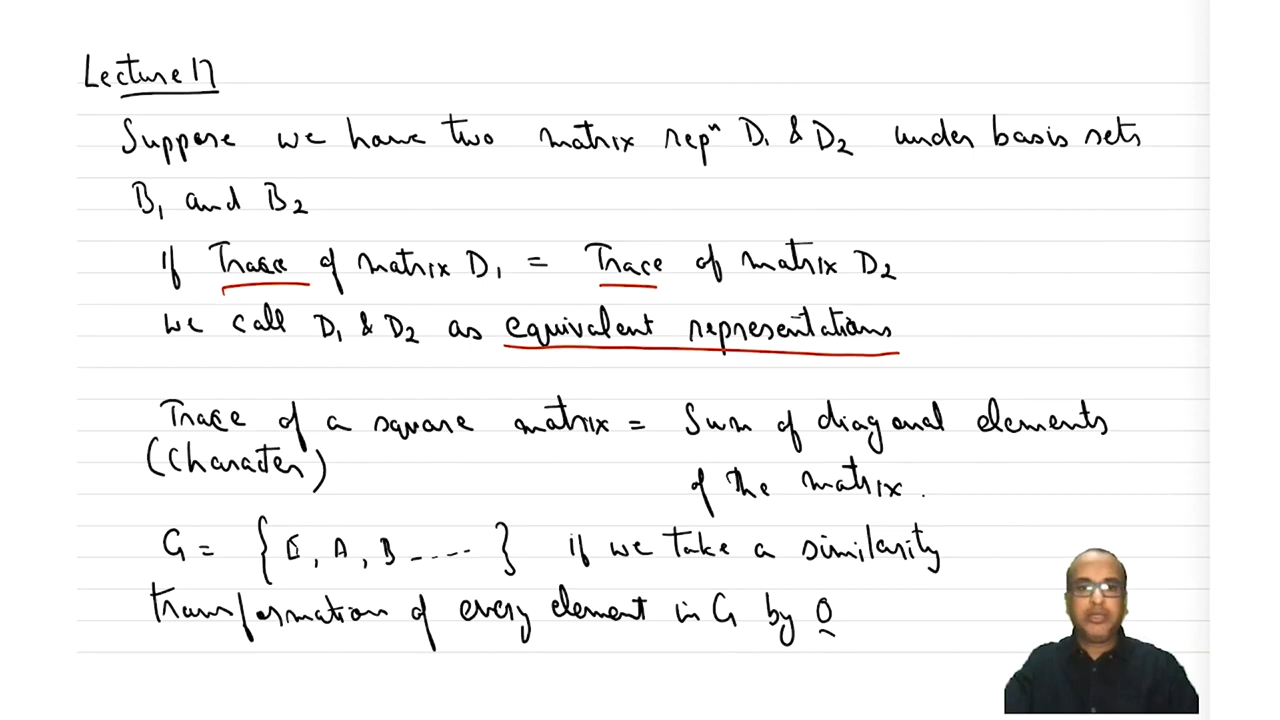 Lecture 17
Suppose we have two matrix repⁿ D₁ & D₂ under basis sets
B₁ and B₂
If Trace of matrix D₁ = Trace of matrix D₂
we call D₁ & D₂ as equivalent representations
Trace of a square matrix = Sum of diagonal elements
(Character) of the matrix.
G = { E, A, B ---- } if we take a similarity
transformation of every element in G by Q